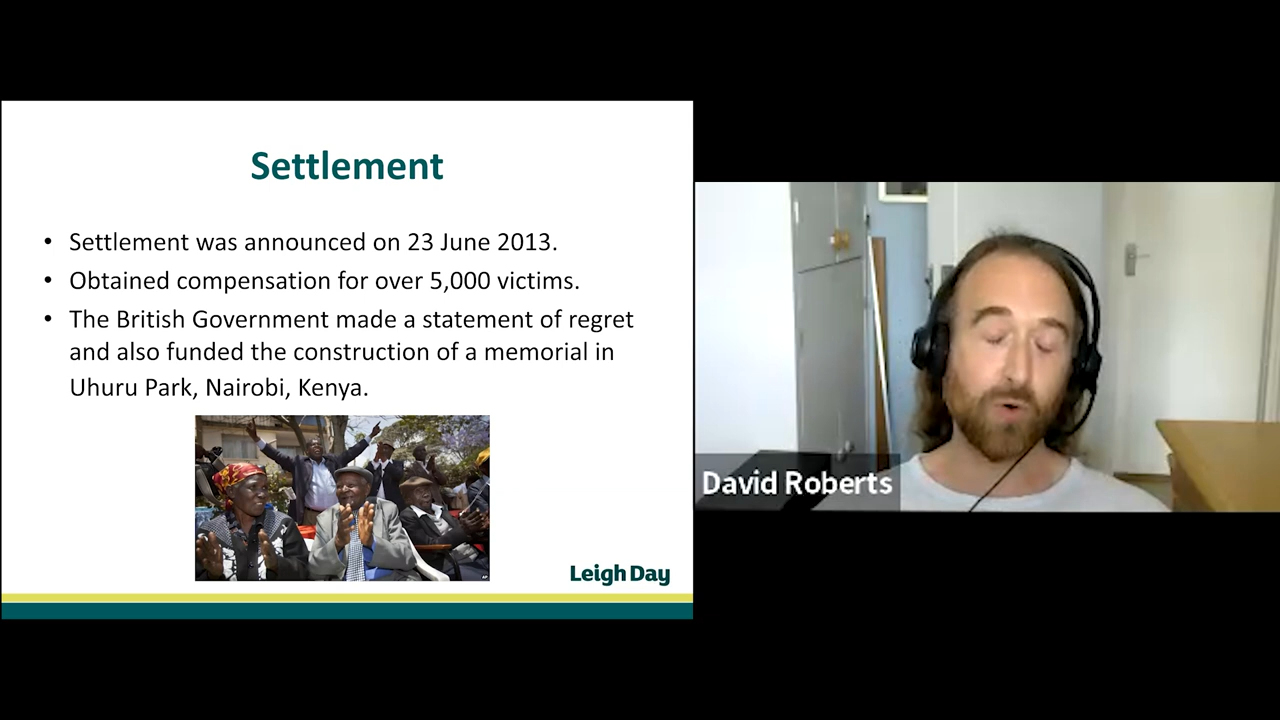 Settlement
• Settlement was announced on 23 June 2013.
• Obtained compensation for over 5,000 victims.
• The British Government made a statement of regret
and also funded the construction of a memorial in
Uhuru Park, Nairobi, Kenya.
AP
Leigh Day
David Roberts